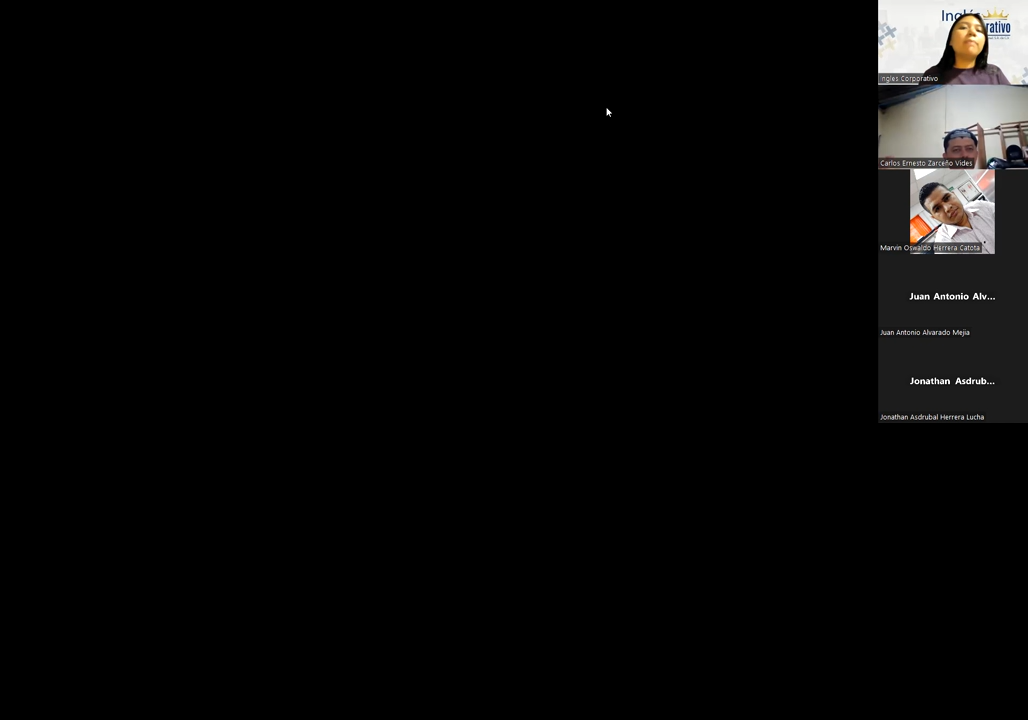 Inglés
rativo
Ingles Corporativo
Carlos Ernesto Zarceño Vides
Marvin Oswaldo Herrera Catota
Juan Antonio Alv...
Juan Antonio Alvarado Mejia
Jonathan Asdrub...
Jonathan Asdrubal Herrera Lucha